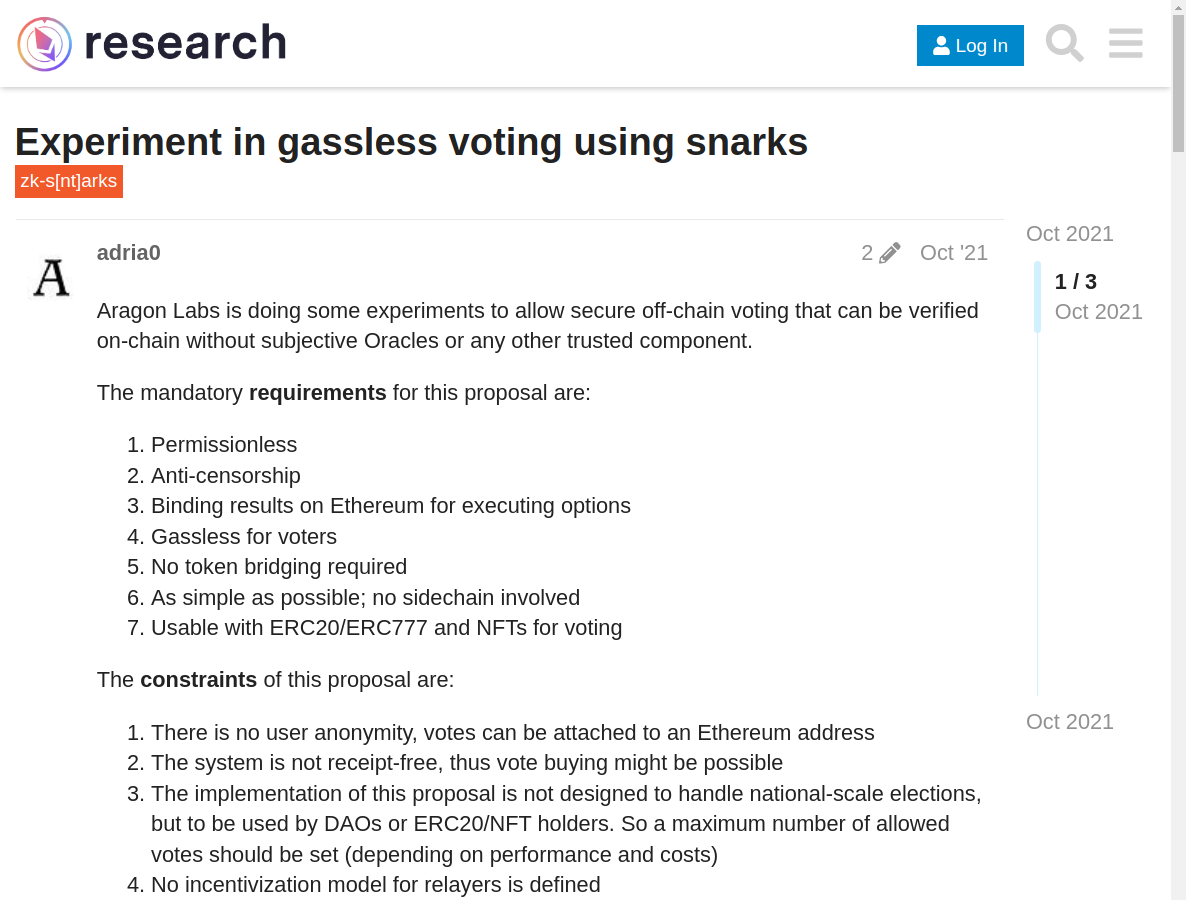 research
Log In
Experiment in gassless voting using snarks
zk-s[nt]arks
adria0
2
Oct '21
Oct 2021
1 / 3
Oct 2021
A
Aragon Labs is doing some experiments to allow secure off-chain voting that can be verified
on-chain without subjective Oracles or any other trusted component.
The mandatory requirements for this proposal are:
1. Permissionless
2. Anti-censorship
3. Binding results on Ethereum for executing options
4. Gassless for voters
5. No token bridging required
6. As simple as possible; no sidechain involved
7. Usable with ERC20/ERC777 and NFTs for voting
The constraints of this proposal are:
Oct 2021
1. There is no user anonymity, votes can be attached to an Ethereum address
2. The system is not receipt-free, thus vote buying might be possible
3. The implementation of this proposal is not designed to handle national-scale elections,
but to be used by DAOs or ERC20/NFT holders. So a maximum number of allowed
votes should be set (depending on performance and costs)
4. No incentivization model for relayers is defined